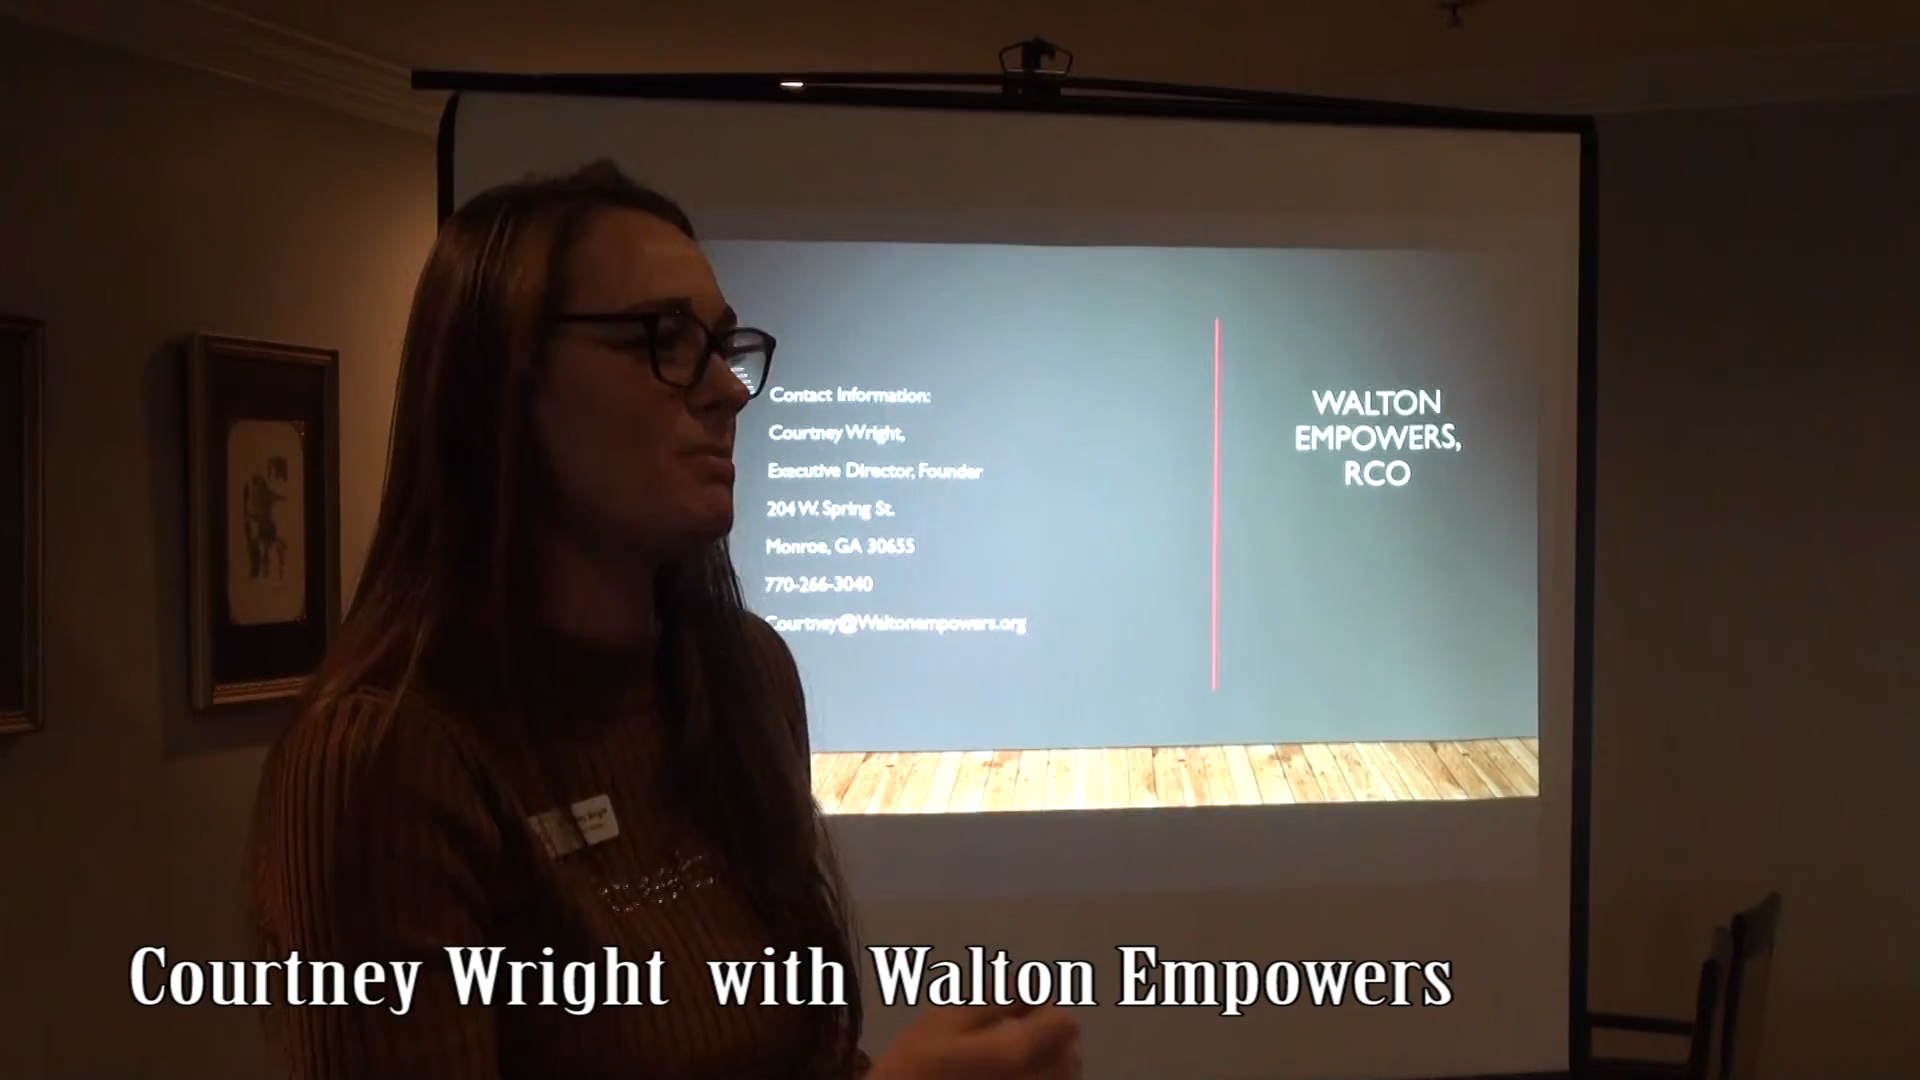 Contact Information:
Courtney Wright,
Executive Director, Founder
204 W. Spring St.
Monroe, GA 30655
770-266-3040
Courtney@Waltonempowers.org
WALTON
EMPOWERS,
RCO
Courtney Wright with Walton Empowers